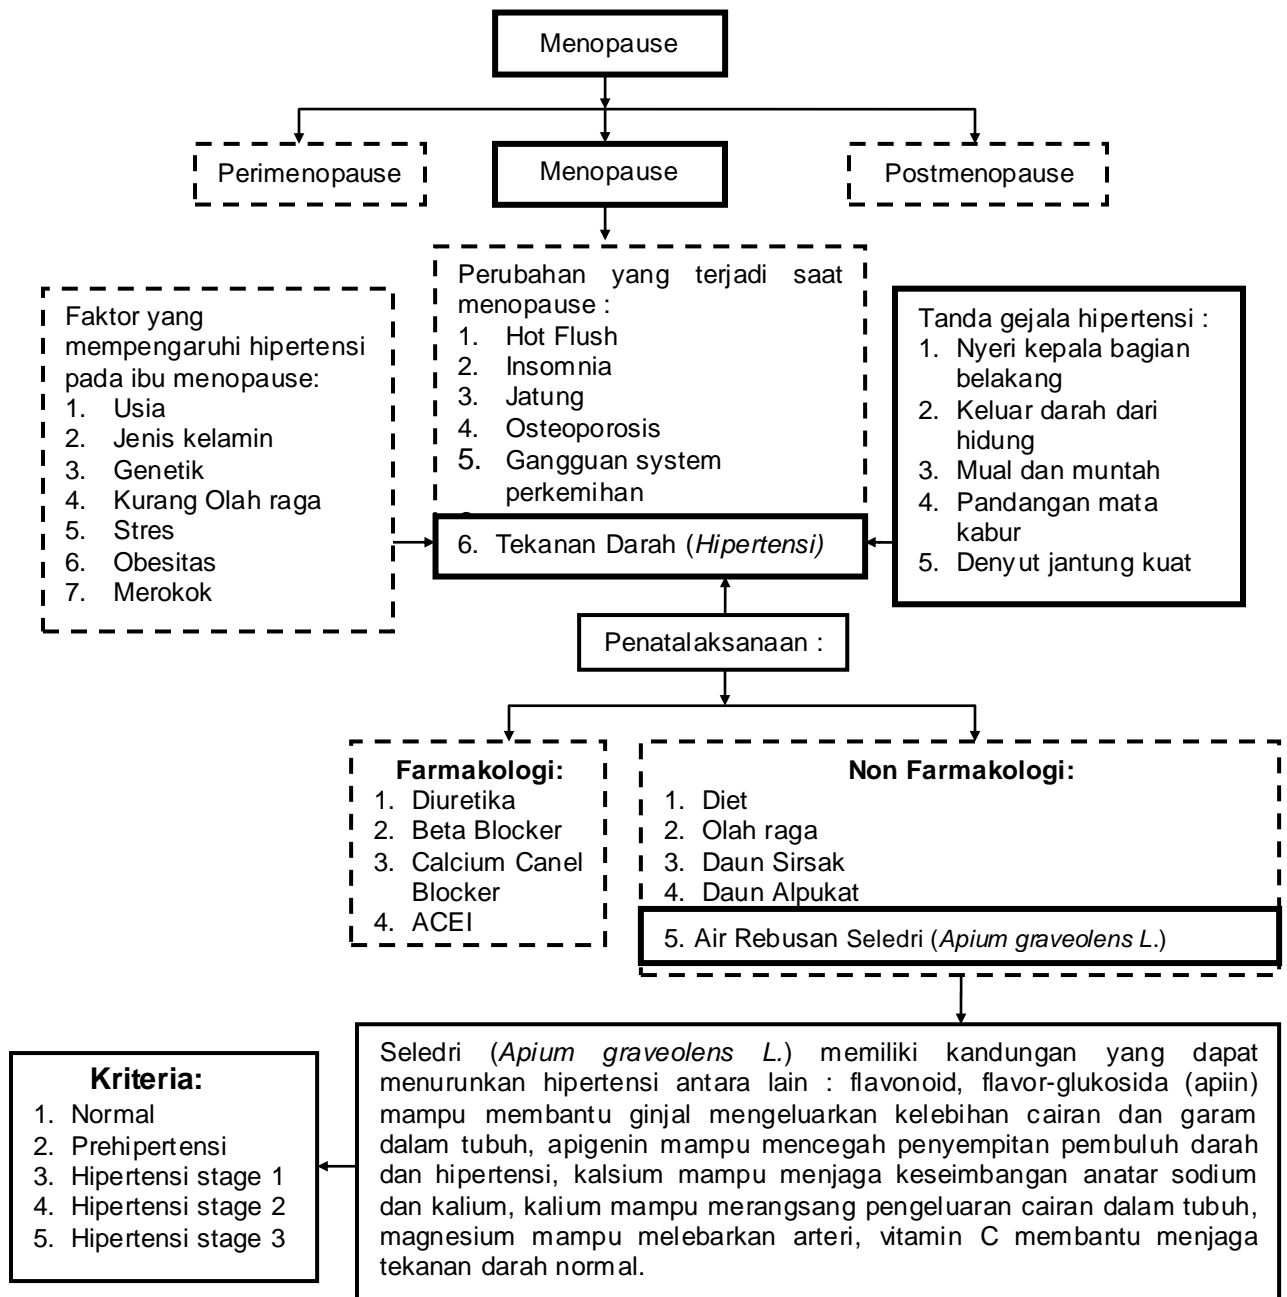 Menopause
Perimenopause
Menopause
Postmenopause
Faktor yang
mempengaruhi hipertensi
pada ibu menopause:
1. Usia
2. Jenis kelamin
3. Genetik
4. Kurang Olah raga
5. Stres
6. Obesitas
7. Merokok
Perubahan yang terjadi saat
menopause :
1. Hot Flush
2. Insomnia
3. Jatung
4. Osteoporosis
5. Gangguan system
perkemihan
6. Tekanan Darah (Hipertensi)
Tanda gejala hipertensi :
1. Nyeri kepala bagian
belakang
2. Keluar darah dari
hidung
3. Mual dan muntah
4. Pandangan mata
kabur
5. Denyut jantung kuat
Penatalaksanaan :
Farmakologi:
1. Diuretika
2. Beta Blocker
3. Calcium Canel
Blocker
4. ACEI
Non Farmakologi:
1. Diet
2. Olah raga
3. Daun Sirsak
4. Daun Alpukat
5. Air Rebusan Seledri (Apium graveolens L.)
Kriteria:
1. Normal
2. Prehipertensi
3. Hipertensi stage 1
4. Hipertensi stage 2
5. Hipertensi stage 3
Seledri (Apium graveolens L.) memiliki kandungan yang dapat
menurunkan hipertensi antara lain : flavonoid, flavor-glukosida (apiin)
mampu membantu ginjal mengeluarkan kelebihan cairan dan garam
dalam tubuh, apigenin mampu mencegah penyempitan pembuluh darah
dan hipertensi, kalsium mampu menjaga keseimbangan anatar sodium
dan kalium, kalium mampu merangsang pengeluaran cairan dalam tubuh,
magnesium mampu melebarkan arteri, vitamin C membantu menjaga
tekanan darah normal.